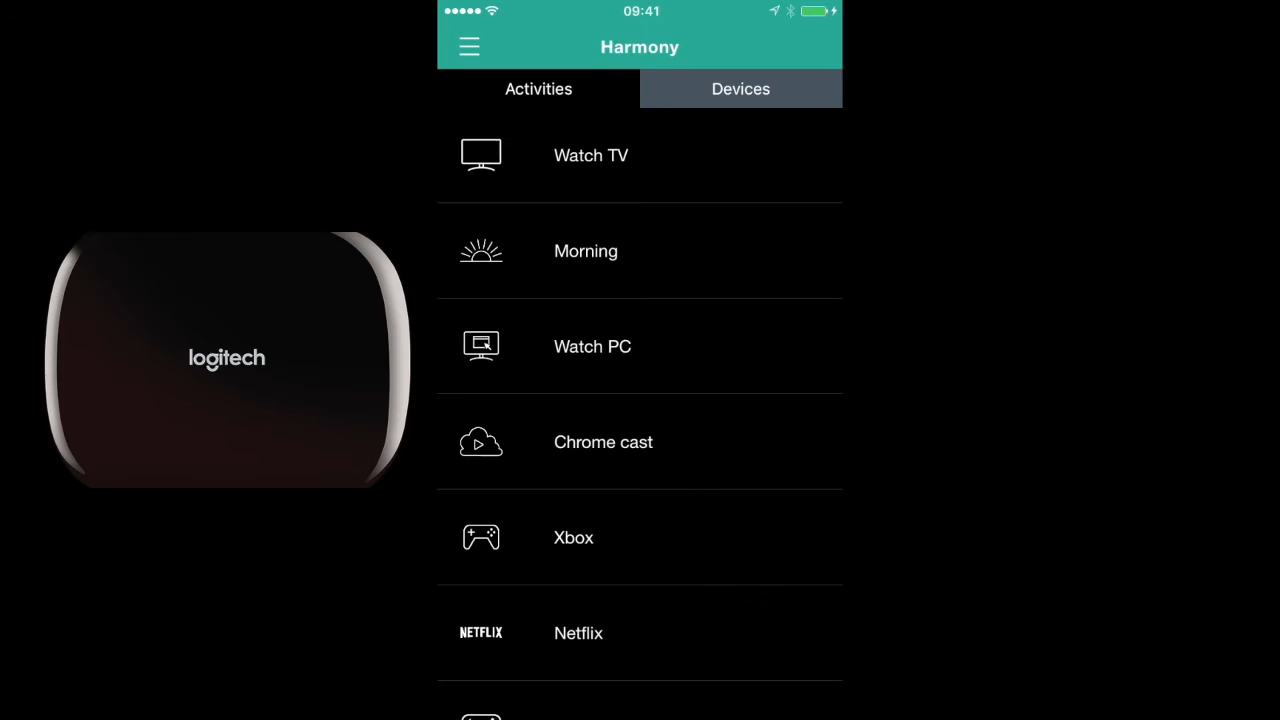 09:41
Harmony
Activities Devices
Watch TV
Morning
Watch PC
logitech
Chrome cast
Xbox
NETFLIX Netflix